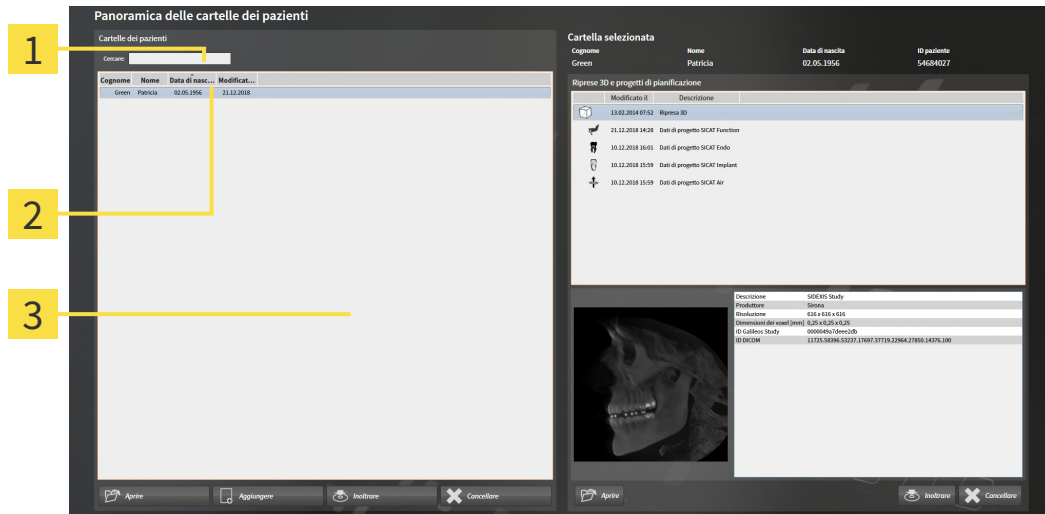 Panoramica delle cartelle dei pazienti
1
Cartelle dei pazienti
Cercare:
Cognome Nome Data di nasc... Modificat...
Green Patricia 02.05.1956 21.12.2018
2
3
Aprire Aggiungere Inoltrare Cancellare
Cartella selezionata
Cognome Nome Data di nascita ID paziente
Green Patricia 02.05.1956 54684027
Riprese 3D e progetti di pianificazione
Modificato il Descrizione
13.02.2014 07:52 Ripresa 3D
21.12.2018 14:28 Dati di progetto SICAT Function
10.12.2018 16:01 Dati di progetto SICAT Endo
10.12.2018 15:59 Dati di progetto SICAT Implant
10.12.2018 15:59 Dati di progetto SICAT Air
Descrizione SIDEXIS Study
Produttore Sirona
Risoluzione 616 x 616 x 616
Dimensioni dei voxel [mm] 0,25 x 0,25 x 0,25
ID Galileos Study 0000049a7deee2db
ID DICOM 11725.58396.53237.17697.37719.22964.27850.14376.100
Aprire Inoltrare Cancellare